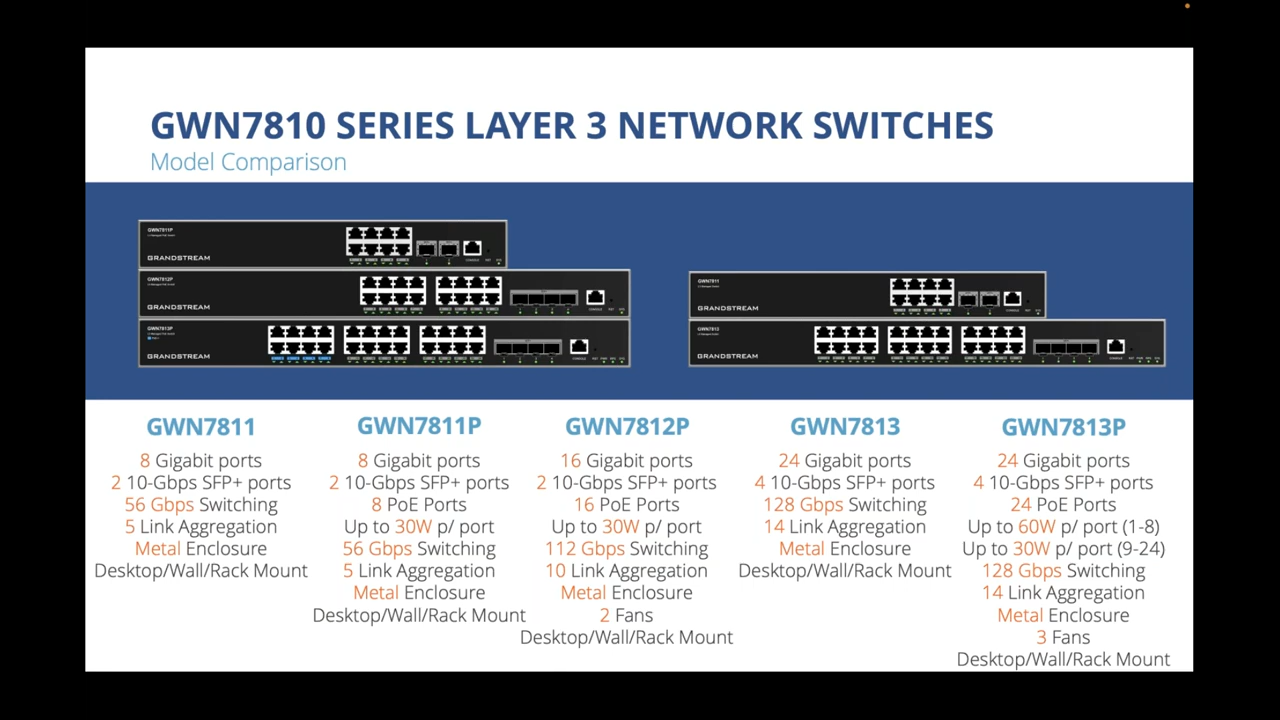 GWN7810 SERIES LAYER 3 NETWORK SWITCHES
Model Comparison
GWN7811P
GRANDSTREAM
GWN7812P
GRANDSTREAM
GWN7813P
GRANDSTREAM
GWN7811
GRANDSTREAM
GWN7813
GRANDSTREAM
GWN7811
8 Gigabit ports
2 10-Gbps SFP+ ports
56 Gbps Switching
5 Link Aggregation
Metal Enclosure
Desktop/Wall/Rack Mount
GWN7811P
8 Gigabit ports
2 10-Gbps SFP+ ports
8 PoE Ports
Up to 30W p/ port
56 Gbps Switching
5 Link Aggregation
Metal Enclosure
Desktop/Wall/Rack Mount
GWN7812P
16 Gigabit ports
2 10-Gbps SFP+ ports
16 PoE Ports
Up to 30W p/ port
112 Gbps Switching
10 Link Aggregation
Metal Enclosure
2 Fans
Desktop/Wall/Rack Mount
GWN7813
24 Gigabit ports
4 10-Gbps SFP+ ports
128 Gbps Switching
14 Link Aggregation
Metal Enclosure
Desktop/Wall/Rack Mount
GWN7813P
24 Gigabit ports
4 10-Gbps SFP+ ports
24 PoE Ports
Up to 60W p/ port (1-8)
Up to 30W p/ port (9-24)
128 Gbps Switching
14 Link Aggregation
Metal Enclosure
3 Fans
Desktop/Wall/Rack Mount